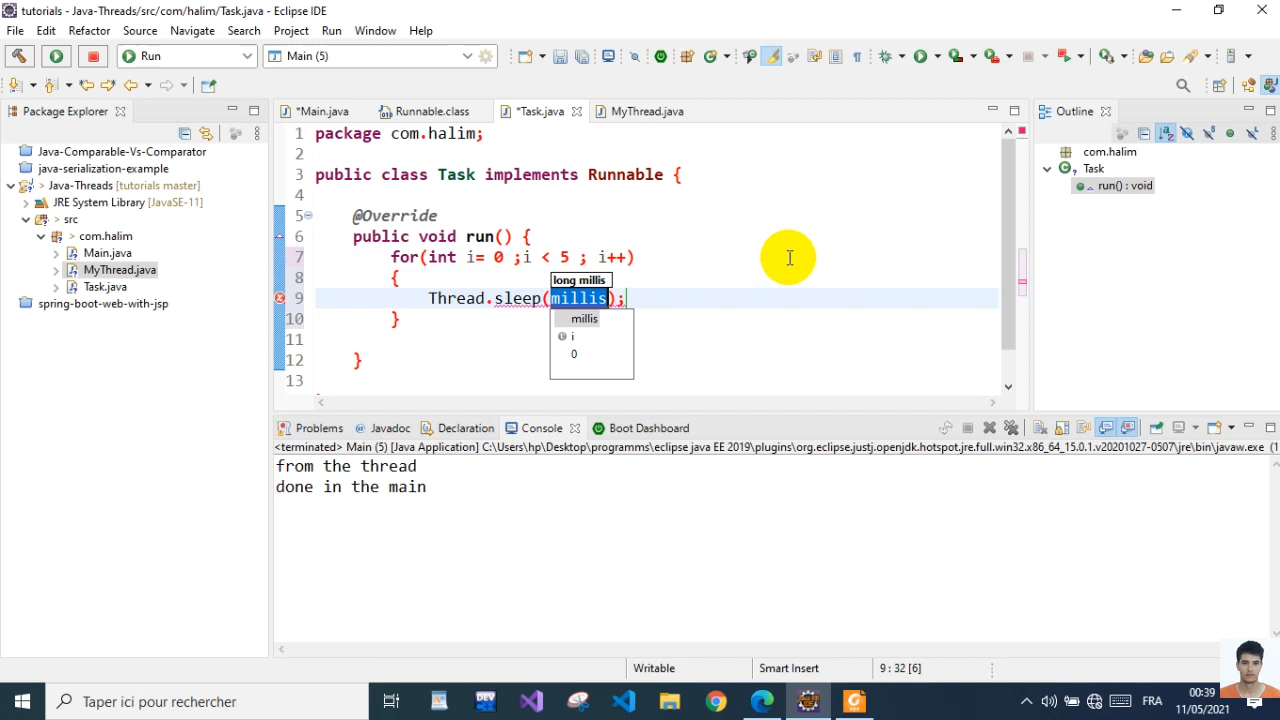 tutorials - Java-Threads/src/com/halim/Task.java - Eclipse IDE
File Edit Refactor Source Navigate Search Project Run Window Help
Run Main (5)
Package Explorer
*Main.java Runnable.class *Task.java MyThread.java
Outline
Java-Comparable-Vs-Comparator
java-serialization-example
> Java-Threads [tutorials master]
JRE System Library [JavaSE-11]
> src
com.halim
Main.java
MyThread.java
Task.java
spring-boot-web-with-jsp
1 package com.halim;
2
3 public class Task implements Runnable {
4
5 @Override
6 public void run() {
7 for(int i= 0 ;i < 5 ; i++)
8 {
long millis
9 Thread.sleep(millis);
10 }
11
12 }
13
millis
i
0
com.halim
Task
run() : void
Problems Javadoc Declaration Console Boot Dashboard
<terminated> Main (5) [Java Application] C:\Users\hp\Desktop\programms\eclipse java EE 2019\plugins\org.eclipse.justj.openjdk.hotspot.jre.full.win32.x86_64_15.0.1.v20201027-0507\jre\bin\javaw.exe (1
from the thread
done in the main
Writable Smart Insert 9 : 32 [6]
Taper ici pour rechercher
DEV
FRA
00:39
11/05/2021